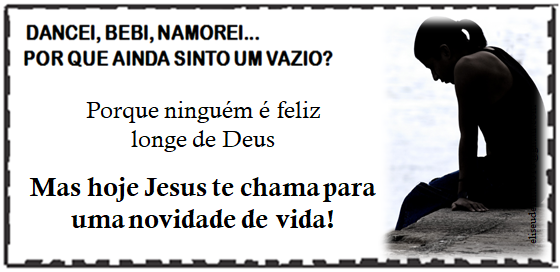 DANCEI, BEBI, NAMOREI...
POR QUE AINDA SINTO UM VAZIO?
Porque ninguém é feliz
longe de Deus
Mas hoje Jesus te chama para
uma novidade de vida!
eliseud